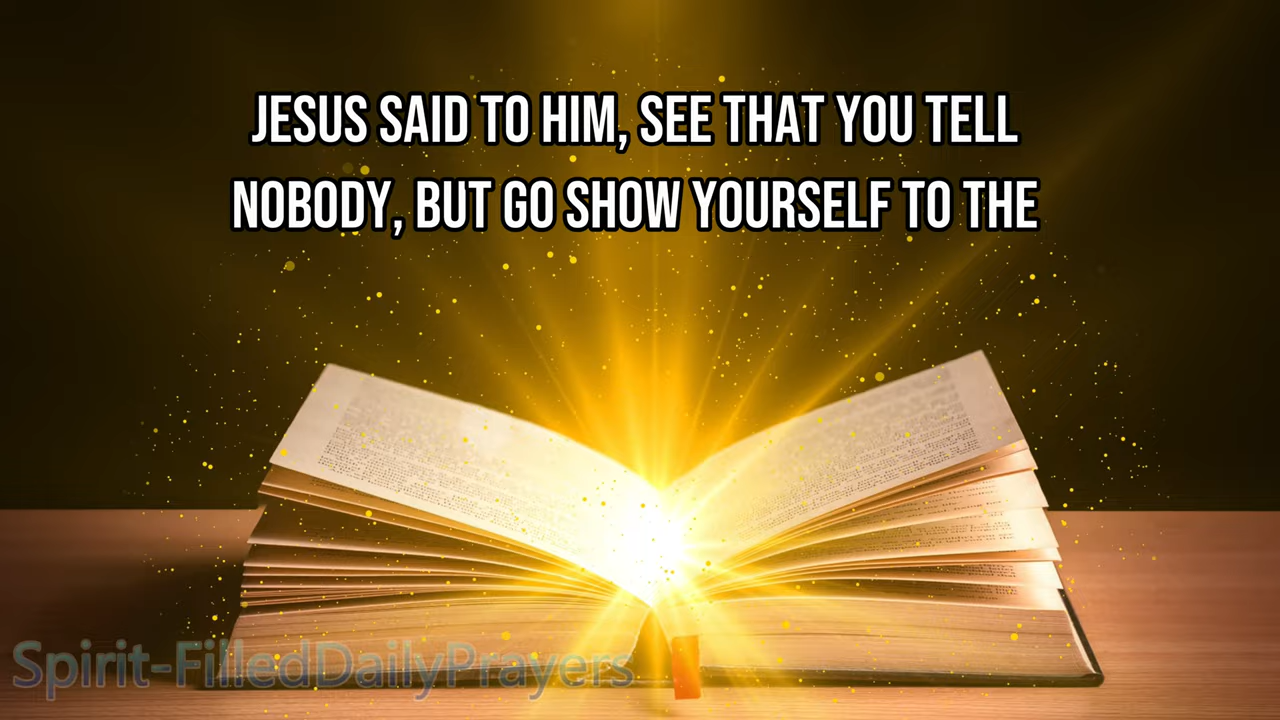 JESUS SAID TO HIM, SEE THAT YOU TELL
NOBODY, BUT GO SHOW YOURSELF TO THE
Spirit-FilledDailyPrayers